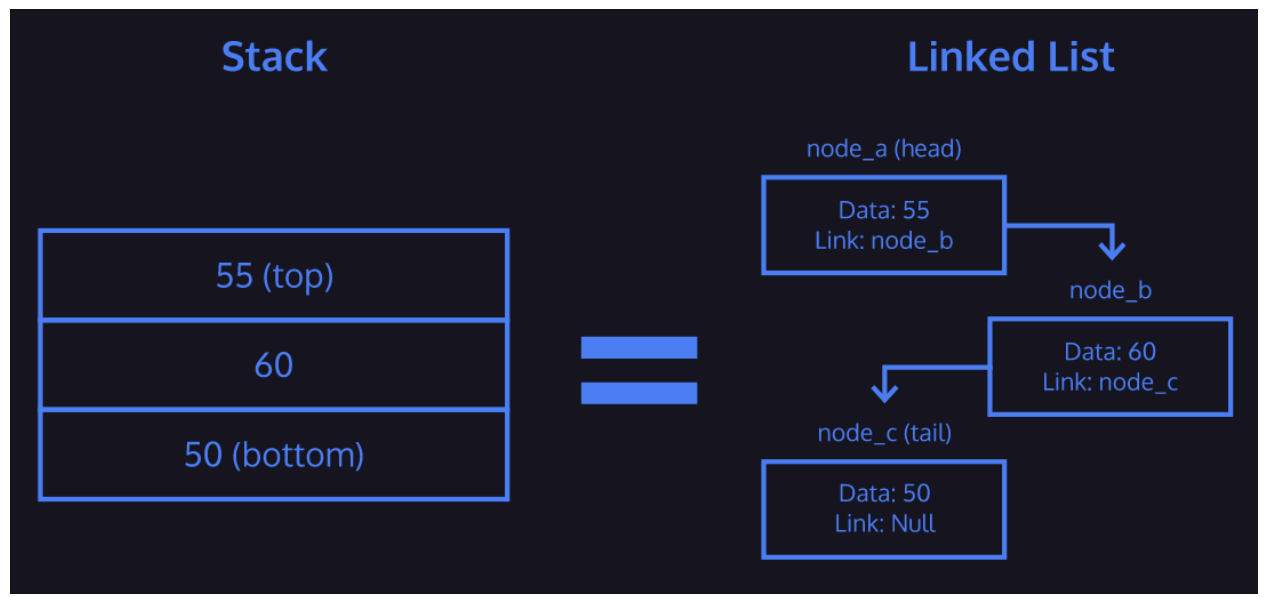 Stack
55 (top)
60
50 (bottom)
Linked List
node_a (head)
Data: 55
Link: node_b
node_b
Data: 60
Link: node_c
node_c (tail)
Data: 50
Link: Null